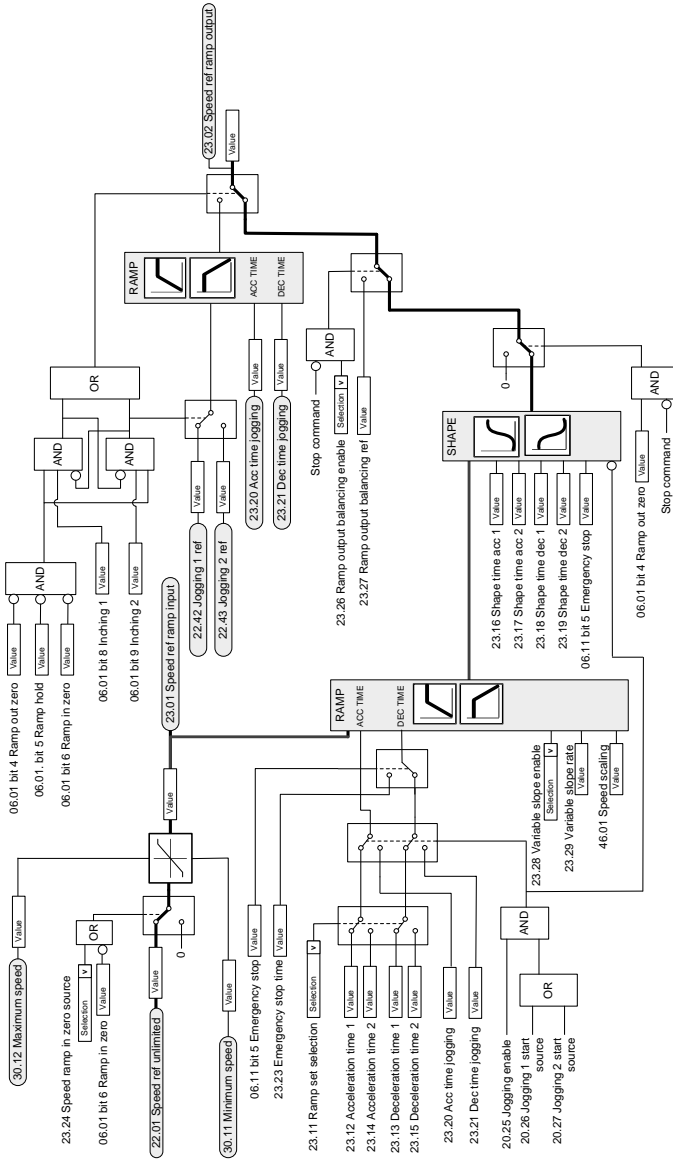 30.12 Maximum speed
Value
23.24 Speed ramp in zero source
Selection v
OR
06.01 bit 6 Ramp in zero
Value
22.01 Speed ref unlimited
Value
0
30.11 Minimum speed
Value
Value
23.01 Speed ref ramp input
06.01 bit 4 Ramp out zero
Value
06.01. bit 5 Ramp hold
Value
06.01 bit 6 Ramp in zero
Value
AND
06.01 bit 8 Inching 1
Value
06.01 bit 9 Inching 2
Value
AND
AND
OR
22.42 Jogging 1 ref
Value
22.43 Jogging 2 ref
Value
RAMP
23.20 Acc time jogging
Value
ACC TIME
23.21 Dec time jogging
Value
DEC TIME
23.02 Speed ref ramp output
Value
06.11 bit 5 Emergency stop
Value
23.23 Emergency stop time
Value
23.11 Ramp set selection
Selection v
23.12 Acceleration time 1
Value
23.14 Acceleration time 2
Value
23.13 Deceleration time 1
Value
23.15 Deceleration time 2
Value
23.20 Acc time jogging
Value
23.21 Dec time jogging
Value
20.25 Jogging enable
20.26 Jogging 1 start
source
20.27 Jogging 2 start
source
OR
AND
RAMP
ACC TIME
DEC TIME
23.28 Variable slope enable
Selection v
23.29 Variable slope rate
Value
46.01 Speed scaling
Value
SHAPE
23.16 Shape time acc 1
Value
23.17 Shape time acc 2
Value
23.18 Shape time dec 1
Value
23.19 Shape time dec 2
Value
06.11 bit 5 Emergency stop
Value
Stop command
AND
23.26 Ramp output balancing enable
Selection v
23.27 Ramp output balancing ref
Value
0
06.01 bit 4 Ramp out zero
Value
AND
Stop command